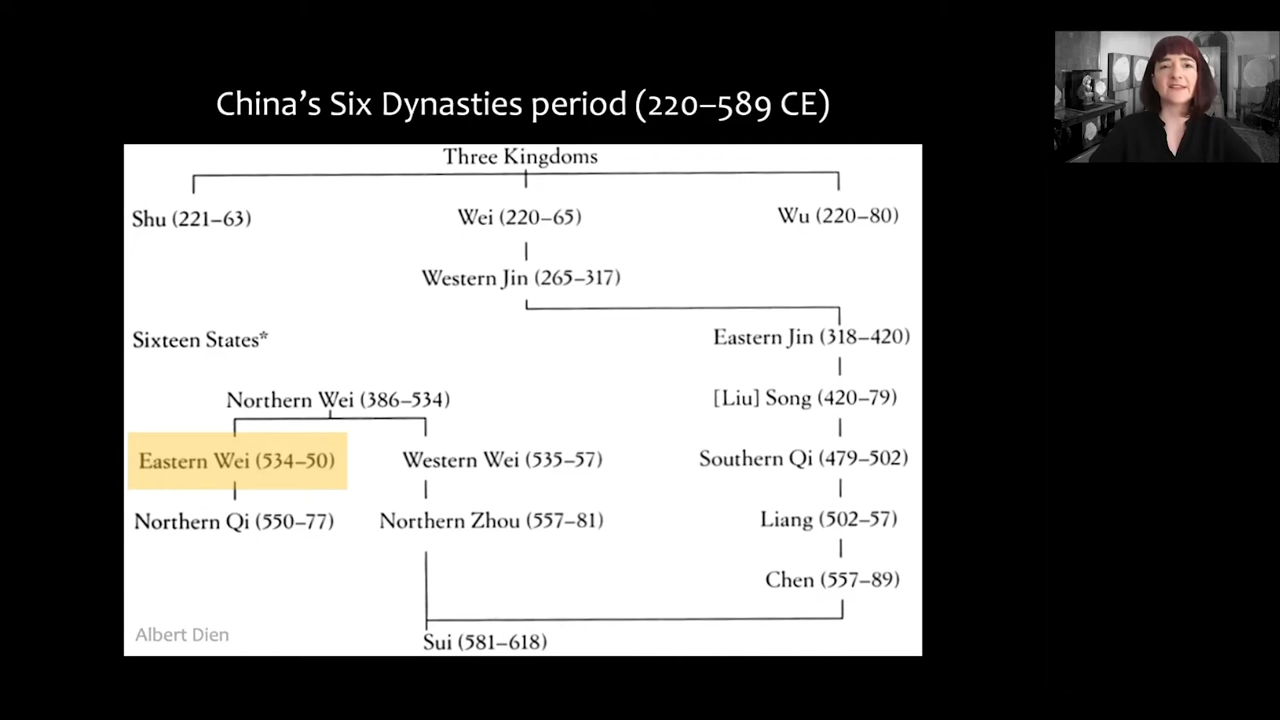 China's Six Dynasties period (220–589 CE)
Three Kingdoms
Shu (221–63)
Wei (220–65)
Wu (220–80)
Western Jin (265–317)
Sixteen States*
Eastern Jin (318–420)
Northern Wei (386–534)
[Liu] Song (420–79)
Eastern Wei (534–50)
Western Wei (535–57)
Southern Qi (479–502)
Northern Qi (550–77)
Northern Zhou (557–81)
Liang (502–57)
Chen (557–89)
Albert Dien
Sui (581–618)